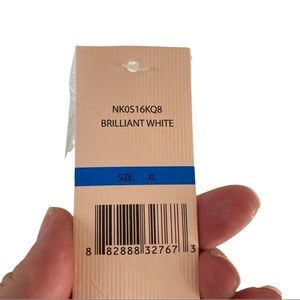 NK0S16KQ8
BRILLIANT WHITE
SIZE: XL
8 82888 32767 3